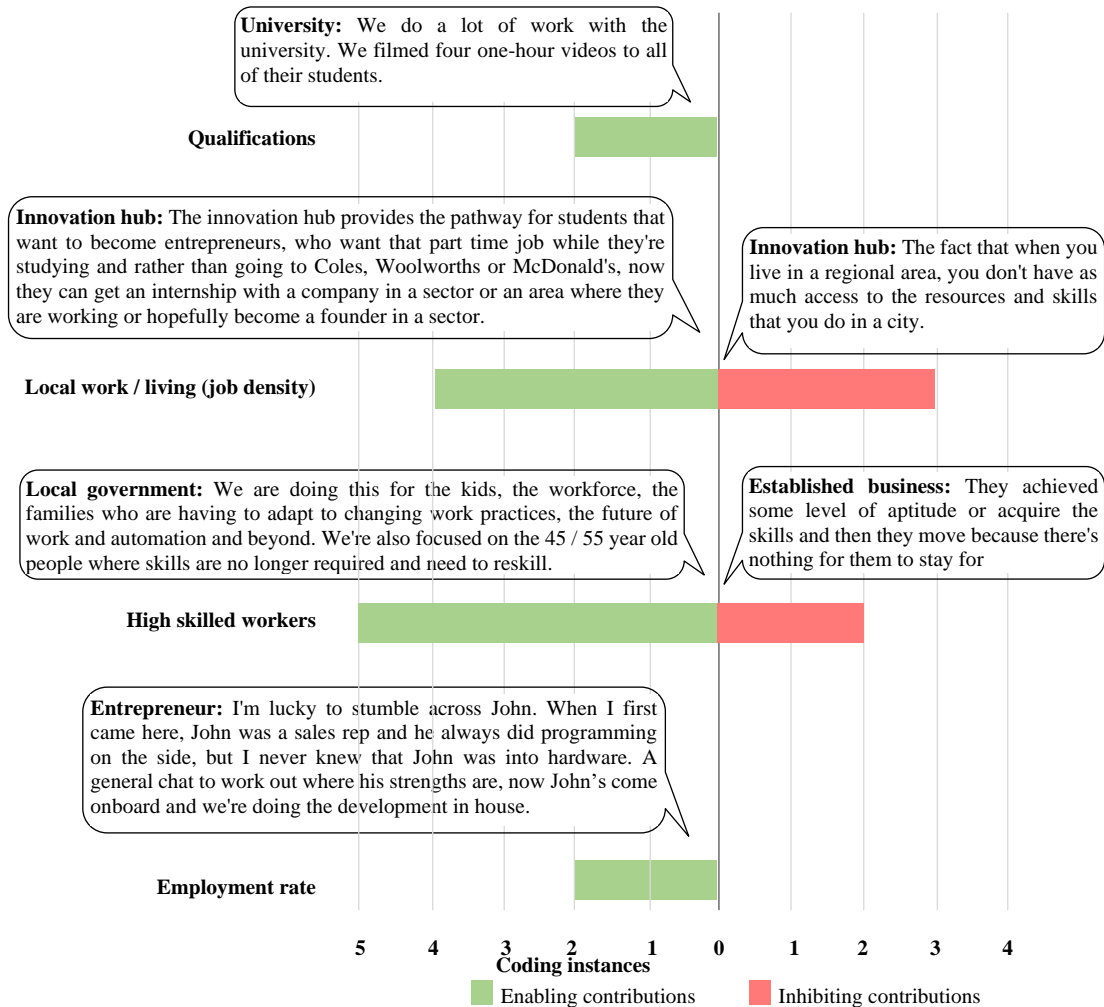 University: We do a lot of work with the
university. We filmed four one-hour videos to all
of their students.
Qualifications
Innovation hub: The innovation hub provides the pathway for students that
want to become entrepreneurs, who want that part time job while they're
studying and rather than going to Coles, Woolworths or McDonald's, now
they can get an internship with a company in a sector or an area where they
are working or hopefully become a founder in a sector.
Innovation hub: The fact that when you
live in a regional area, you don't have as
much access to the resources and skills
that you do in a city.
Local work / living (job density)
Local government: We are doing this for the kids, the workforce, the
families who are having to adapt to changing work practices, the future of
work and automation and beyond. We're also focused on the 45 / 55 year old
people where skills are no longer required and need to reskill.
Established business: They achieved
some level of aptitude or acquire the
skills and then they move because there's
nothing for them to stay for
High skilled workers
Entrepreneur: I'm lucky to stumble across John. When I first
came here, John was a sales rep and he always did programming
on the side, but I never knew that John was into hardware. A
general chat to work out where his strengths are, now John’s come
onboard and we're doing the development in house.
Employment rate
5 4 3 2 1 0 1 2 3 4
Coding instances
Enabling contributions
Inhibiting contributions